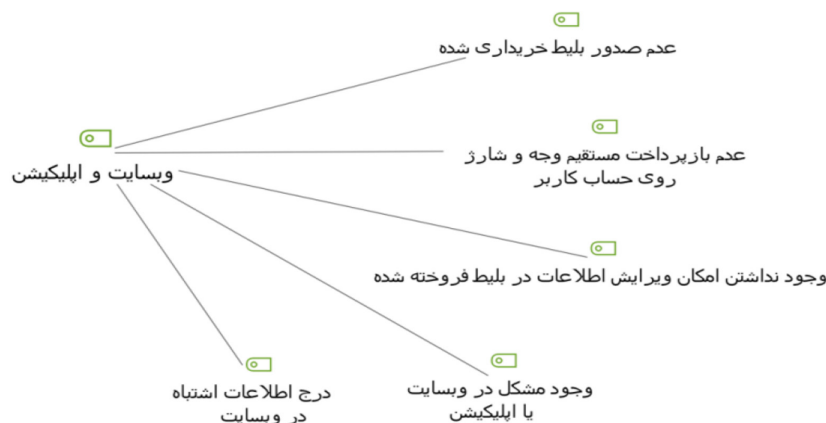 عدم صدور بلیط خریداری شده
عدم بازپرداخت مستقیم وجه و شارژ
روی حساب کاربر
وبسایت و اپلیکیشن
وجود نداشتن امکان ویرایش اطلاعات در بلیط فروخته شده
وجود مشکل در وبسایت
یا اپلیکیشن
درج اطلاعات اشتباه
در وبسایت